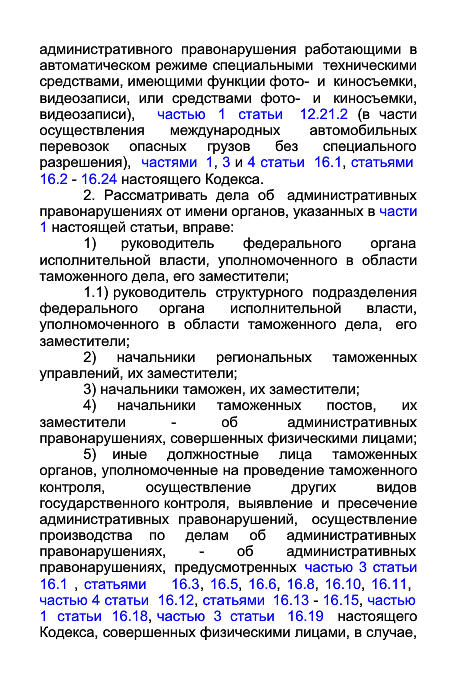 административного правонарушения работающими в
автоматическом режиме специальными техническими
средствами, имеющими функции фото- и киносъемки,
видеозаписи, или средствами фото- и киносъемки,
видеозаписи), частью 1 статьи 12.21.2 (в части
осуществления международных автомобильных
перевозок опасных грузов без специального
разрешения), частями 1, 3 и 4 статьи 16.1, статьями
16.2 - 16.24 настоящего Кодекса.
2. Рассматривать дела об административных
правонарушениях от имени органов, указанных в части
1 настоящей статьи, вправе:
1) руководитель федерального органа
исполнительной власти, уполномоченного в области
таможенного дела, его заместители;
1.1) руководитель структурного подразделения
федерального органа исполнительной власти,
уполномоченного в области таможенного дела, его
заместители;
2) начальники региональных таможенных
управлений, их заместители;
3) начальники таможен, их заместители;
4) начальники таможенных постов, их
заместители - об административных
правонарушениях, совершенных физическими лицами;
5) иные должностные лица таможенных
органов, уполномоченные на проведение таможенного
контроля, осуществление других видов
государственного контроля, выявление и пресечение
административных правонарушений, осуществление
производства по делам об административных
правонарушениях, - об административных
правонарушениях, предусмотренных частью 3 статьи
16.1 , статьями 16.3, 16.5, 16.6, 16.8, 16.10, 16.11,
частью 4 статьи 16.12, статьями 16.13 - 16.15, частью
1 статьи 16.18, частью 3 статьи 16.19 настоящего
Кодекса, совершенных физическими лицами, в случае,